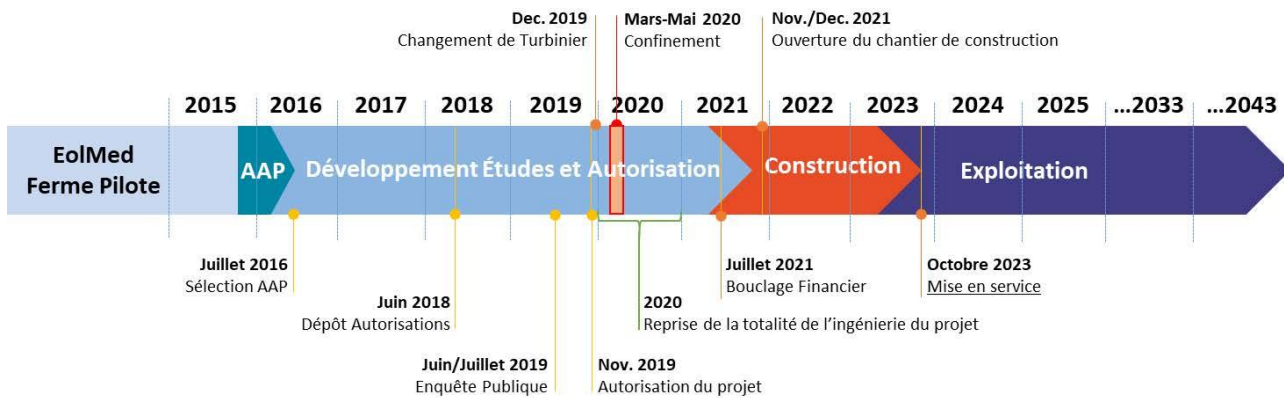 Dec. 2019
Changement de Turbinier
Mars-Mai 2020
Confinement
Nov./Dec. 2021
Ouverture du chantier de construction
2015 2016 2017 2018 2019 2020 2021 2022 2023 2024 2025 ...2033 ...2043
EolMed
Ferme Pilote
AAP
Développement Études et Autorisation
Construction
Exploitation
Juillet 2016
Sélection AAP
Juin 2018
Dépôt Autorisations
Juin/Juillet 2019
Enquête Publique
Nov. 2019
Autorisation du projet
2020
Reprise de la totalité de l'ingénierie du projet
Juillet 2021
Bouclage Financier
Octobre 2023
Mise en service